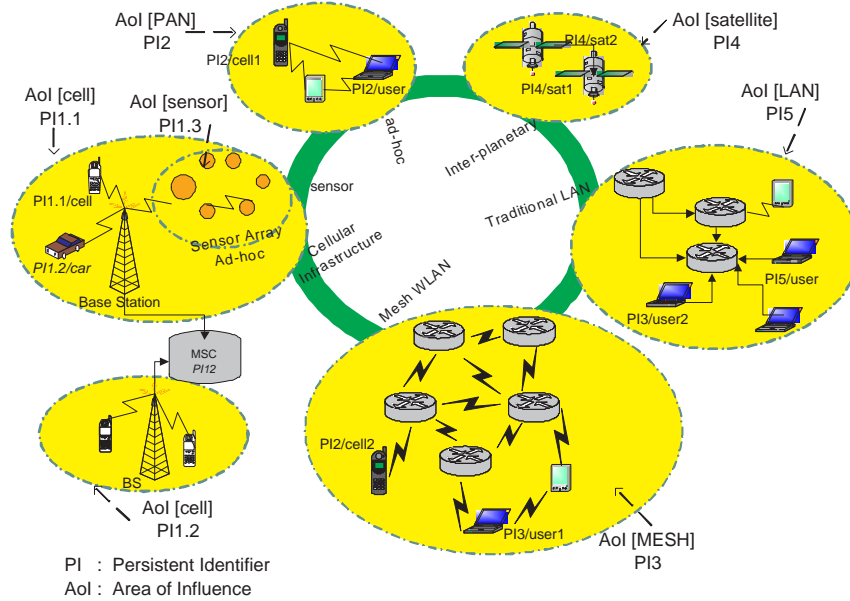 AoI [PAN]
PI2
PI2/cell1
PI2/user
PI4/sat2
PI4/sat1
AoI [satellite]
PI4
AoI [cell]
PI1.1
AoI [sensor]
PI1.3
AoI [LAN]
PI5
ad-hoc
Inter-planetary
sensor
Traditional LAN
Cellular
Infrastructure
Mesh WLAN
PI1.1/cell
PI1.2/car
Sensor Array
Ad-hoc
Base Station
PI5/user
PI3/user2
MSC
PI12
BS
PI2/cell2
PI3/user1
AoI [cell]
PI1.2
AoI [MESH]
PI3
PI : Persistent Identifier
AoI : Area of Influence